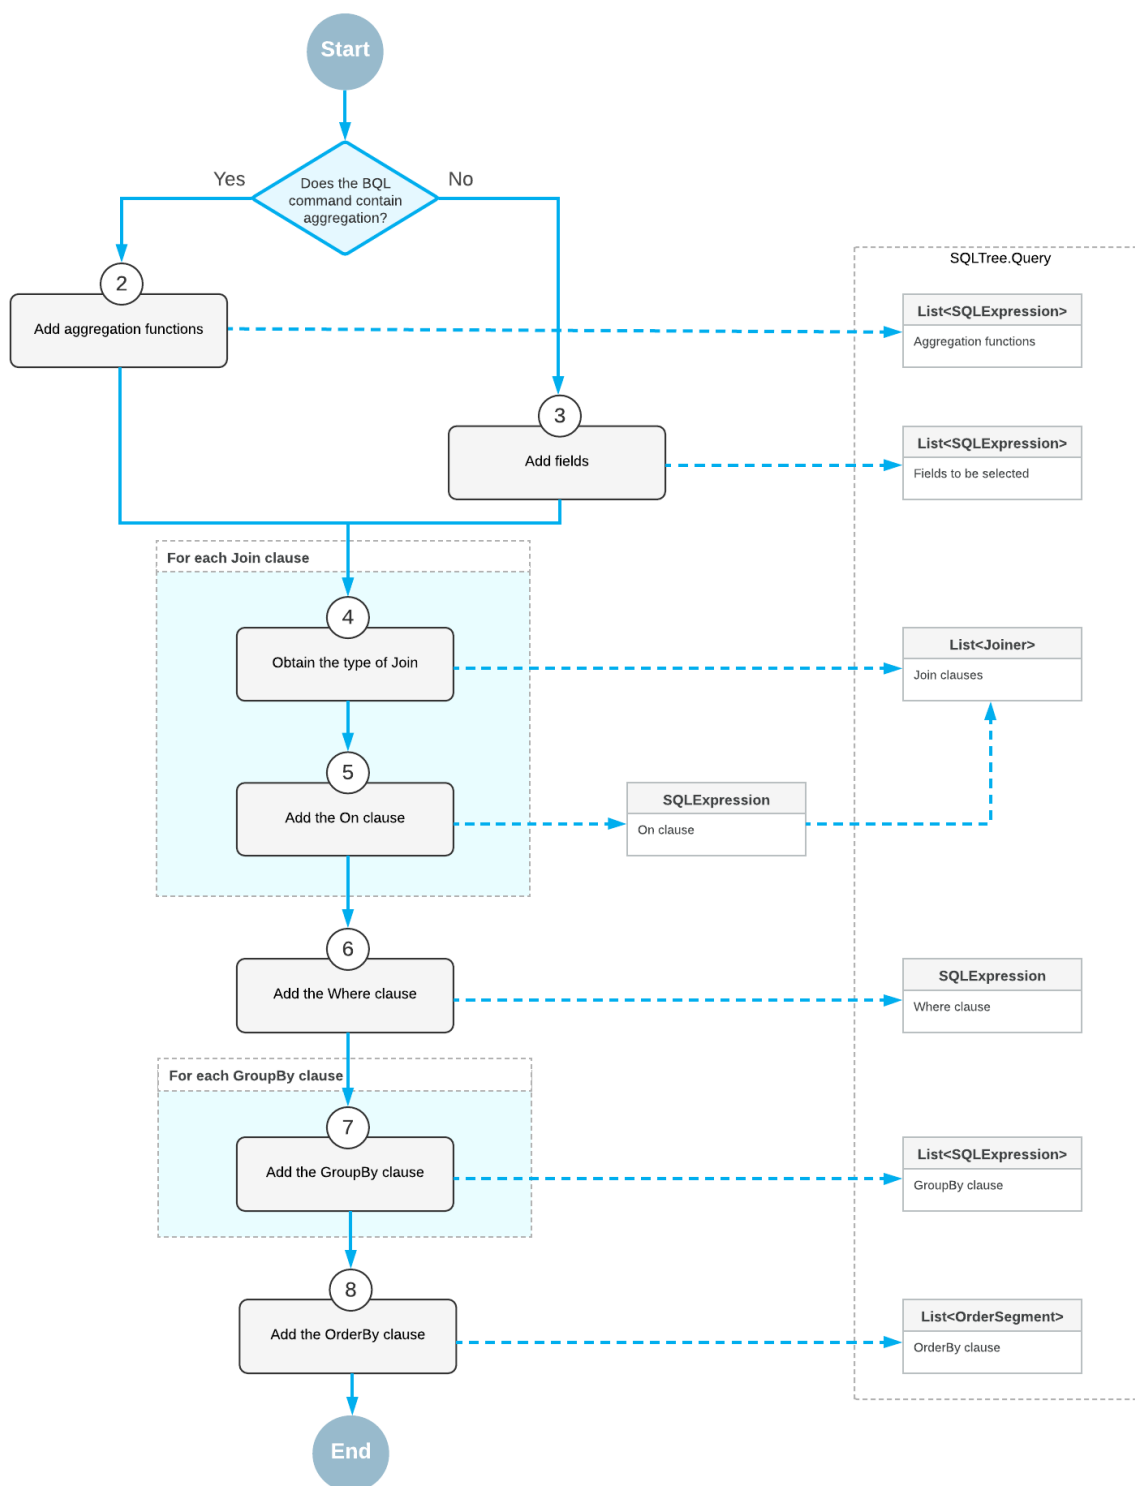 Start
Yes
No
Does the BQL
command contain
aggregation?
SQLTree.Query
2
Add aggregation functions
List<SQLExpression>
Aggregation functions
3
Add fields
List<SQLExpression>
Fields to be selected
For each Join clause
4
Obtain the type of Join
List<Joiner>
Join clauses
5
Add the On clause
SQLExpression
On clause
6
Add the Where clause
SQLExpression
Where clause
For each GroupBy clause
7
Add the GroupBy clause
List<SQLExpression>
GroupBy clause
8
Add the OrderBy clause
List<OrderSegment>
OrderBy clause
End